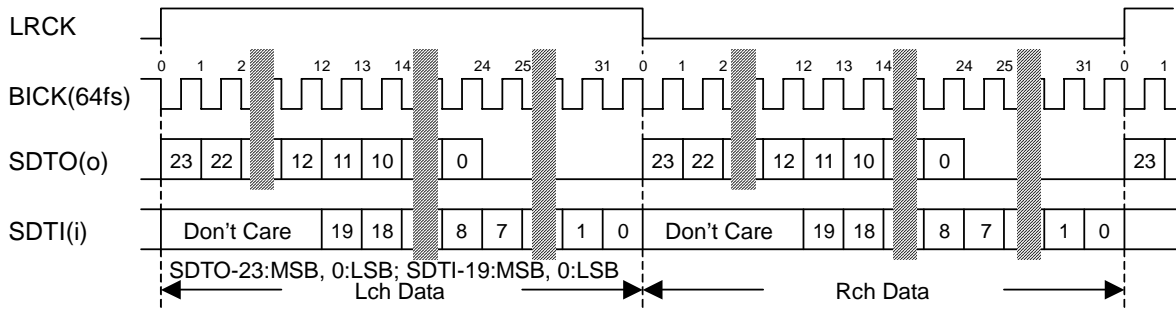 LRCK
0 1 2 12 13 14 24 25 31 0 1 2 12 13 14 24 25 31 0 1
BICK(64fs)
SDTO(o) 23 22 12 11 10 0 23 22 12 11 10 0 23
SDTI(i) Don't Care 19 18 8 7 1 0 Don't Care 19 18 8 7 1 0
SDTO-23:MSB, 0:LSB; SDTI-19:MSB, 0:LSB
Lch Data Rch Data